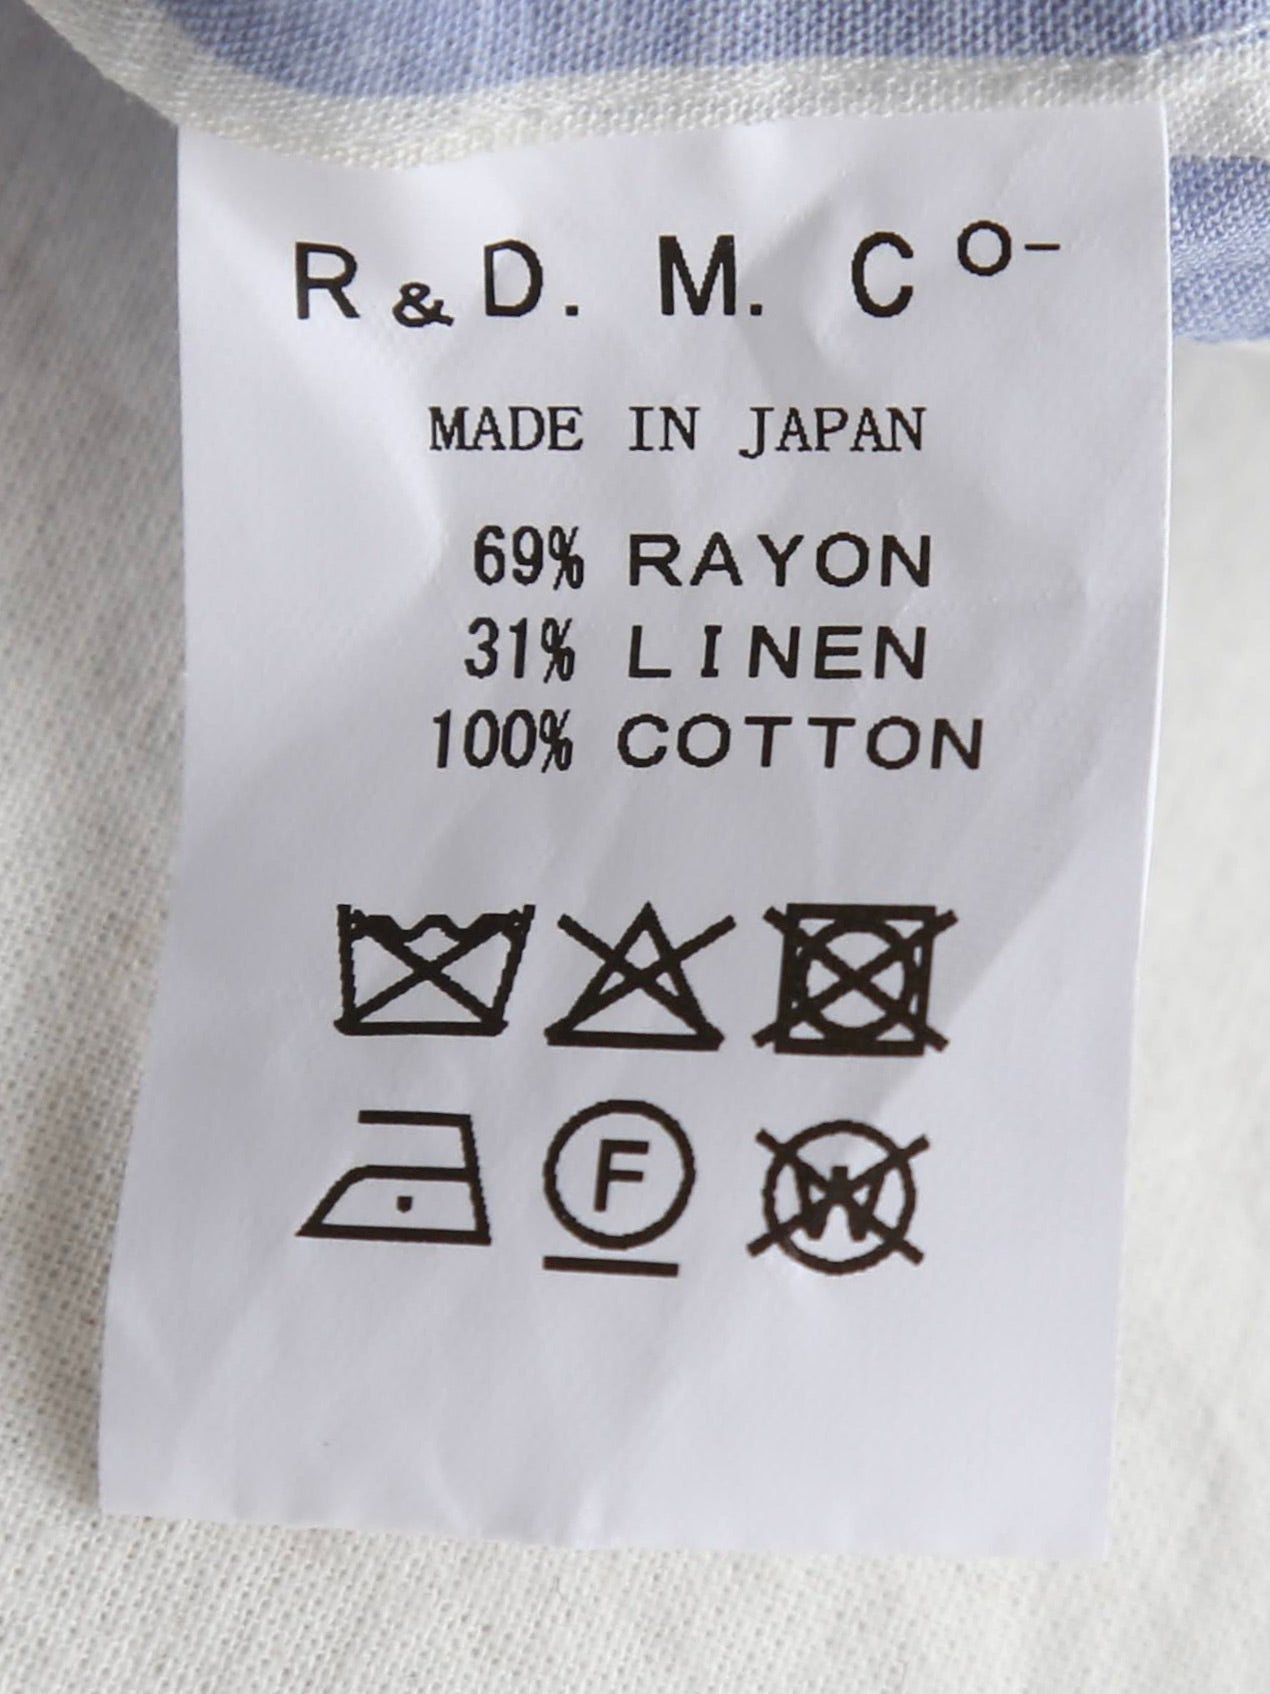 R & D. M. Co-
MADE IN JAPAN
69% RAYON
31% LINEN
100% COTTON
F
W